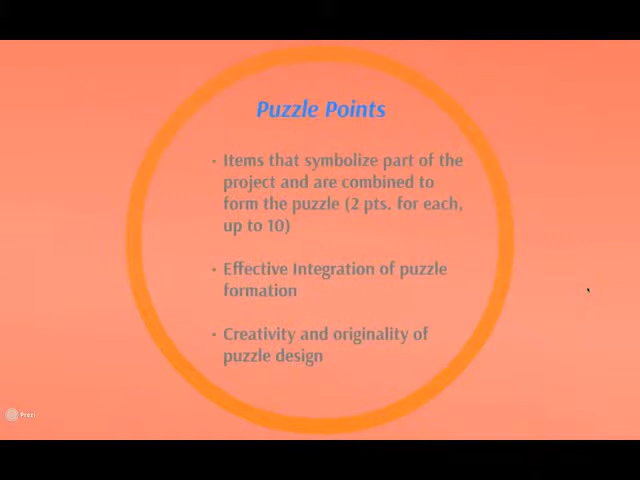 Puzzle Points
• Items that symbolize part of the
project and are combined to
form the puzzle (2 pts. for each,
up to 10)
• Effective Integration of puzzle
formation
• Creativity and originality of
puzzle design
Prezi